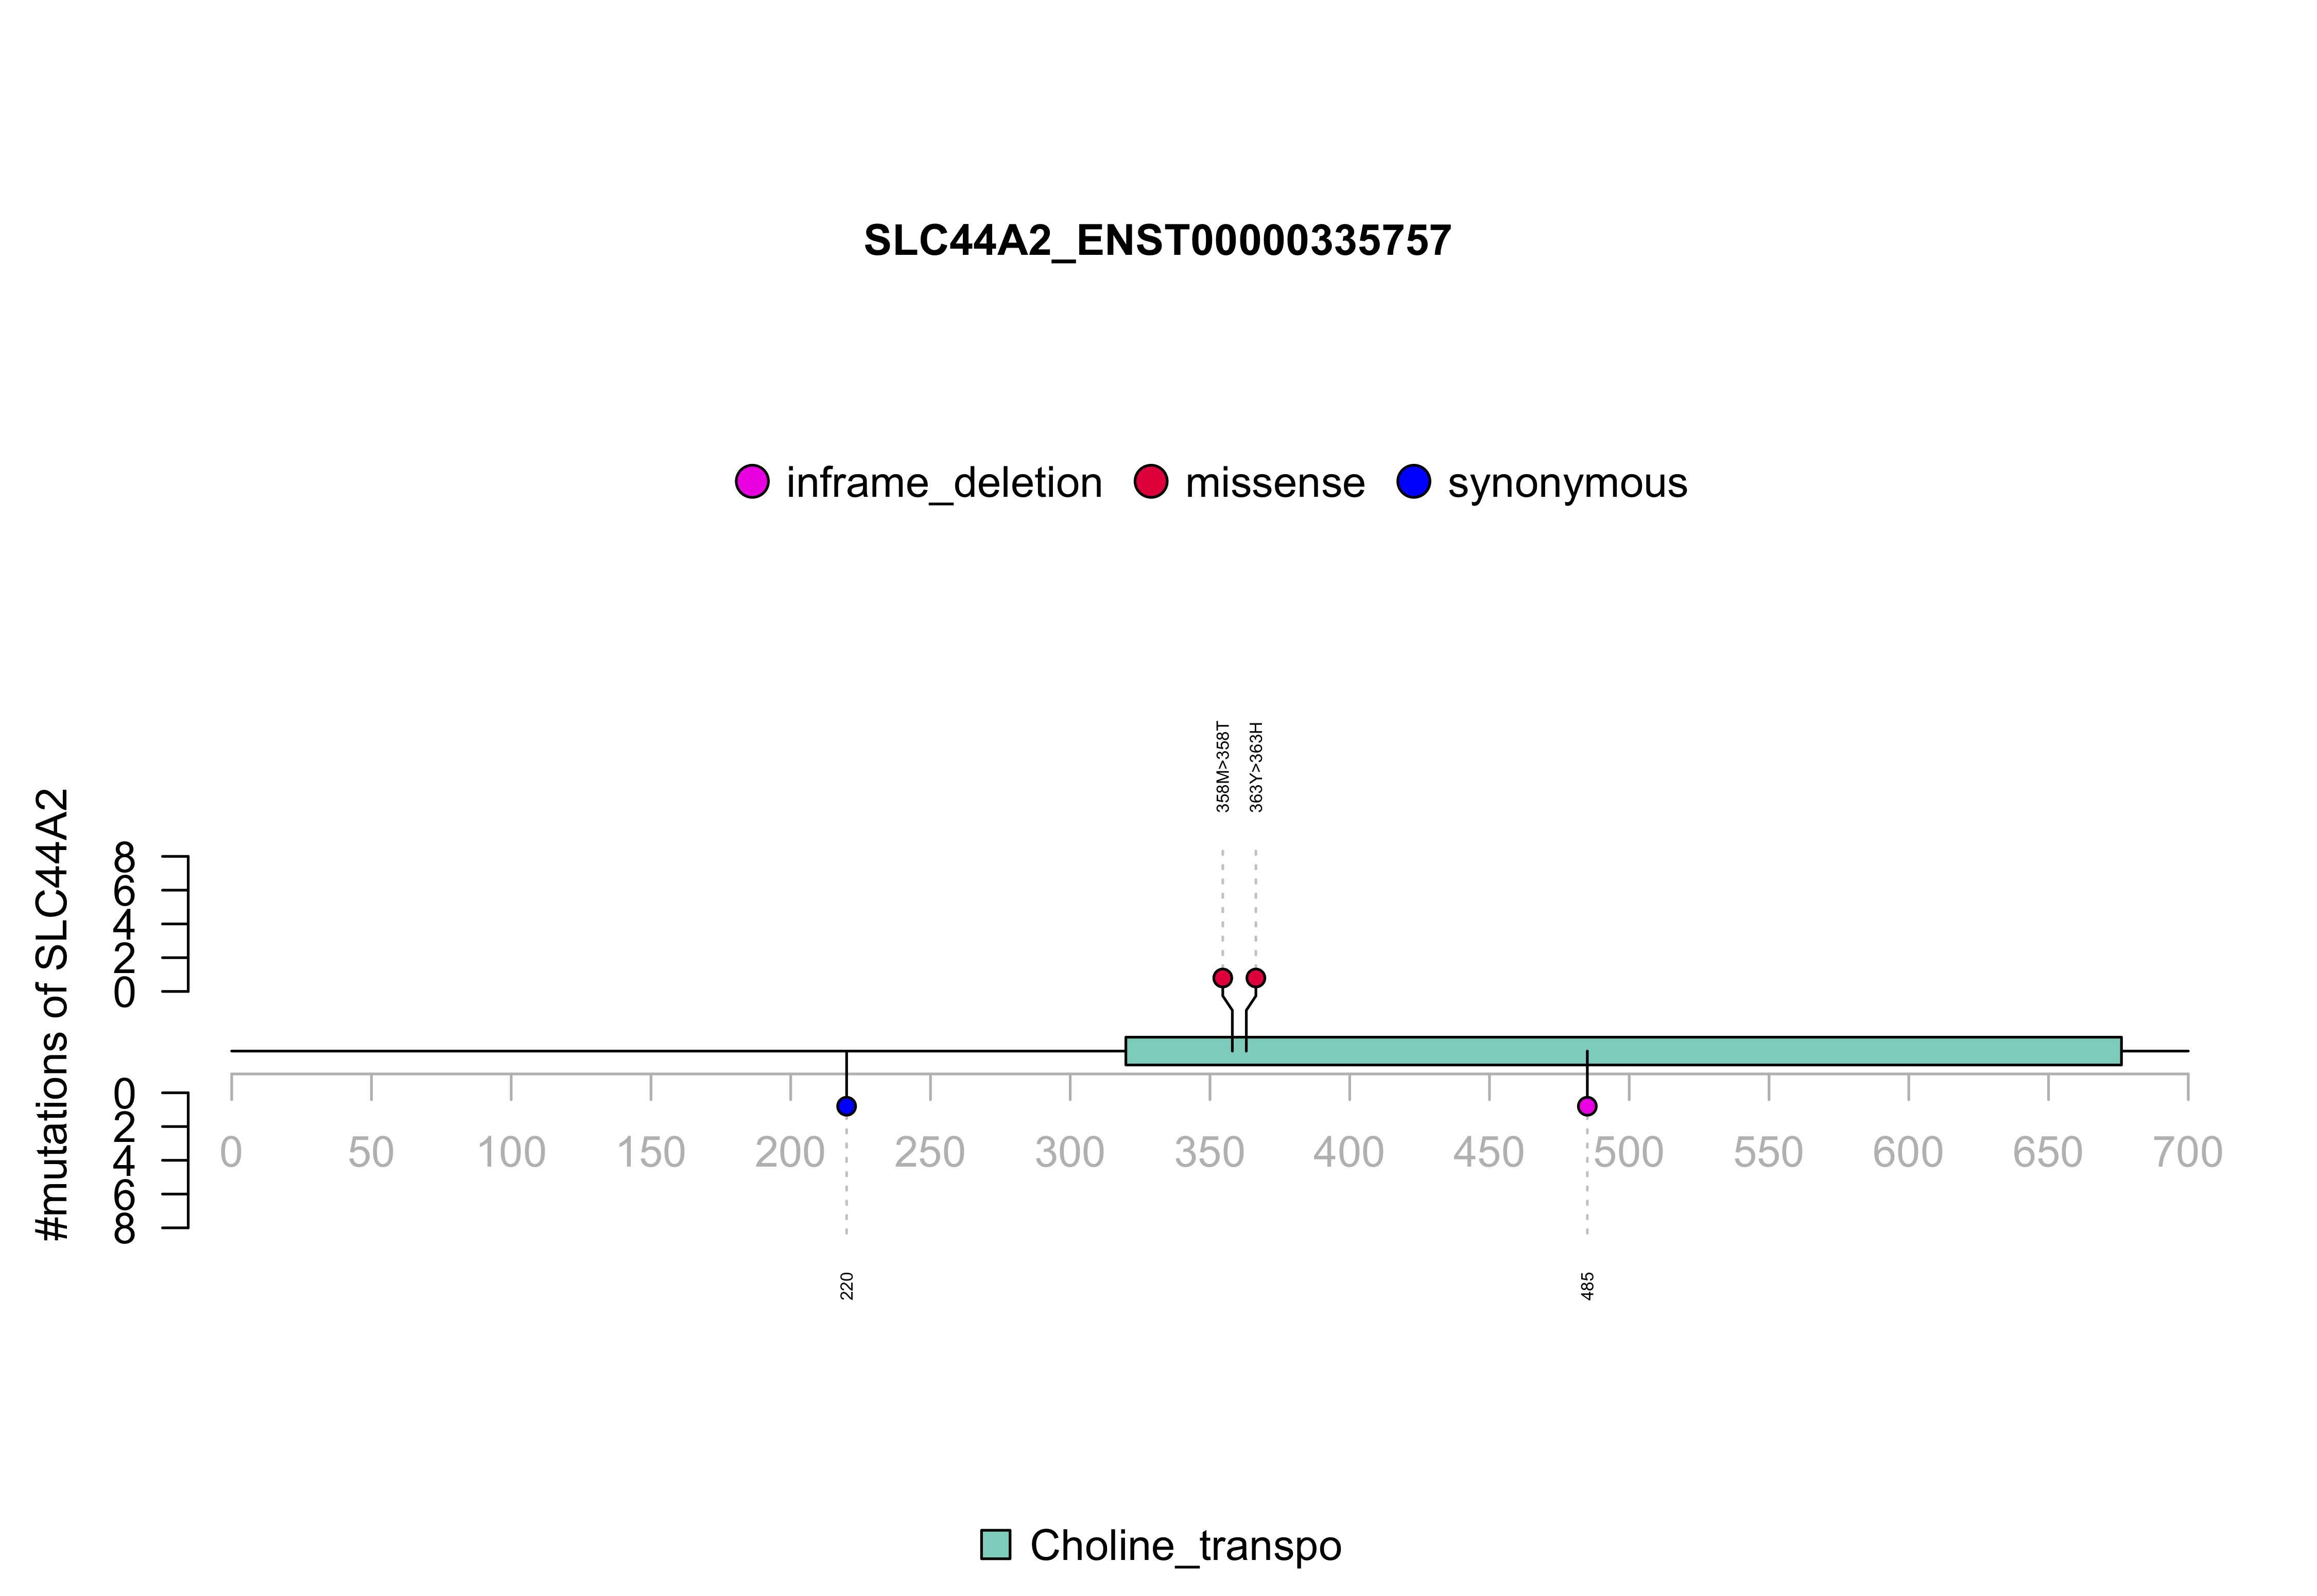 SLC44A2_ENST00000335757
inframe_deletion missense synonymous
358M>358T
363Y>363H
#mutations of SLC44A2
8
6
4
2
0
0
2
4
6
8
0 50 100 150 200 250 300 350 400 450 500 550 600 650 700
220
485
Choline_transpo